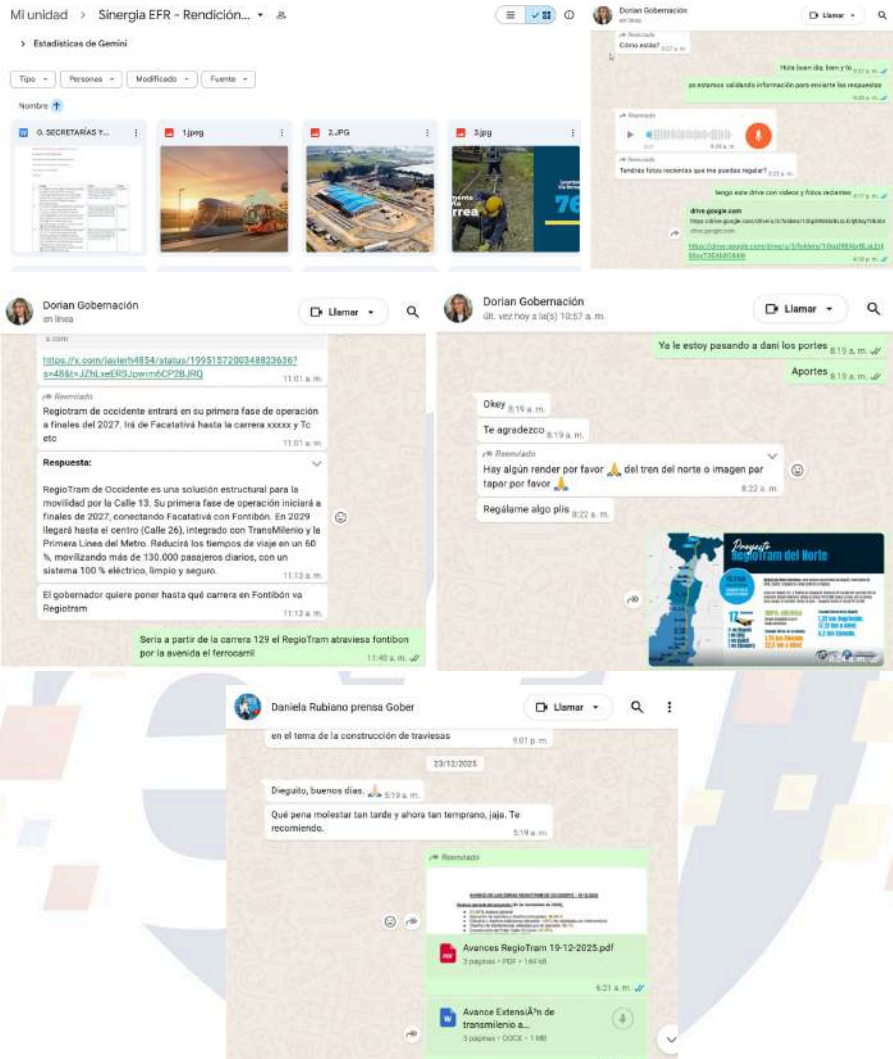 Mi unidad > Sinergia EFR - Rendición...
> Estadísticas de Gemini
Tipo
Personas
Modificado
Fuente
Nombre
0. SECRETARÍAS Y...
1.jpeg
2.JPG
3.jpg
76
Dorian Gobernación
en línea
Llamar
Reenviado
Cómo estás?
Hola buen día, bien y tu
ya estamos validando información para enviarte las respuestas
Reenviado
Reenviado
Tendrás fotos recientes que me puedas regalar?
tengo este drive con videos y fotos recientes
drive.google.com
drive.google.com
Dorian Gobernación
en línea
Llamar
x.com
https://x.com/javierh4854/status/1995157200348823636?
s=48&t=JZhLxeERSJpwim6CP2BJRQ
11:01 a. m.
Reenviado
Regiotram de occidente entrará en su primera fase de operación
a finales del 2027. Irá de Facatativá hasta la carrera xxxxx y Tc
etc
11:01 a. m.
Respuesta:
RegioTram de Occidente es una solución estructural para la
movilidad por la Calle 13. Su primera fase de operación iniciará a
finales de 2027, conectando Facatativá con Fontibón. En 2029
llegará hasta el centro (Calle 26), integrado con TransMilenio y la
Primera Línea del Metro. Reducirá los tiempos de viaje en un 60
%, movilizando más de 130.000 pasajeros diarios, con un
sistema 100 % eléctrico, limpio y seguro.
11:13 a. m.
El gobernador quiere poner hasta qué carrera en Fontibón va
Regiotram
11:13 a. m.
Seria a partir de la carrera 129 el RegioTram atraviesa fontibon
por la avenida el ferrocarril
11:40 a. m.
Dorian Gobernación
últ. vez hoy a la(s) 10:57 a. m.
Llamar
Ya le estoy pasando a dani los portes 8:19 a. m.
Aportes 8:19 a. m.
Okey 8:19 a. m.
Te agradezco 8:19 a. m.
Reenviado
Hay algún render por favor 🙏 del tren del norte o imagen par
tapar por favor 🙏
8:22 a. m.
Regálame algo plis 8:22 a. m.
Proyecto
RegioTram del Norte
17
100% eléctrico
Daniela Rubiano prensa Gober
Llamar
en el tema de la construcción de traviesas
9:01 p. m.
23/12/2025
Dieguito, buenos días. 🙏 5:19 a. m.
Qué pena molestar tan tarde y ahora tan temprano, jaja. Te
recomiendo.
5:19 a. m.
Reenviado
Avances RegioTram 19-12-2025.pdf
3 páginas • PDF •
6:21 a. m.
Avance ExtensiÃ³n de
transmilenio a...
3 páginas • DOCX • 1 MB